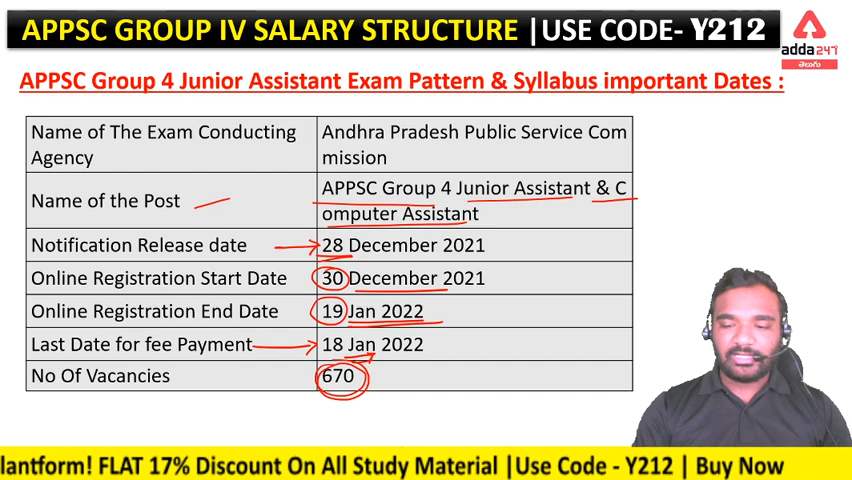 APPSC GROUP IV SALARY STRUCTURE |USE CODE- Y212
adda247
తెలుగు
APPSC Group 4 Junior Assistant Exam Pattern & Syllabus important Dates :
Name of The Exam Conducting Agency
Andhra Pradesh Public Service Com
mission
Name of the Post
APPSC Group 4 Junior Assistant & C
omputer Assistant
Notification Release date
28 December 2021
Online Registration Start Date
30 December 2021
Online Registration End Date
19 Jan 2022
Last Date for fee Payment
18 Jan 2022
No Of Vacancies
670
lantform! FLAT 17% Discount On All Study Material |Use Code - Y212 | Buy Now